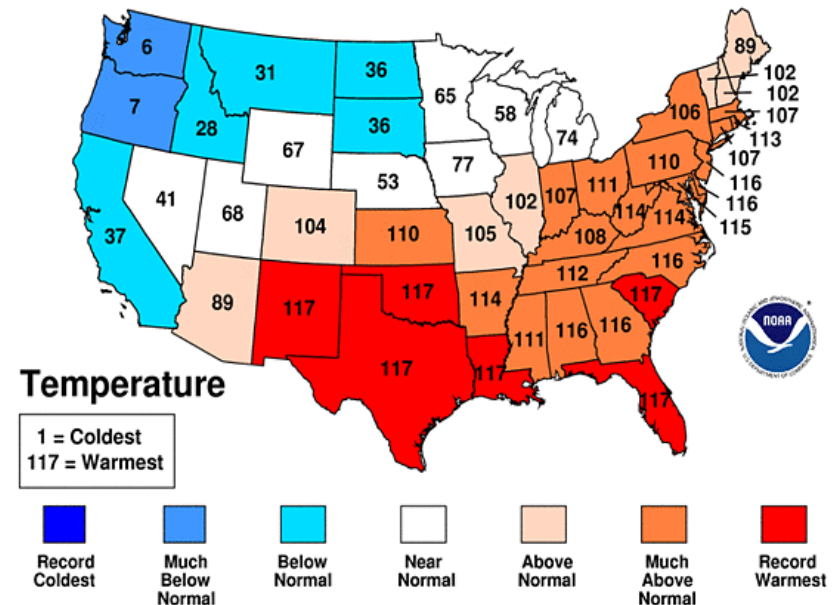 6
7
31
36
65
58
74
89
102
102
107
113
107
116
116
115
28
36
67
77
106
110
37
41
68
53
104
110
102
105
107
111
114
114
108
112
116
89
117
117
114
111
116
116
117
117
117
117
NOAA
Temperature
1 = Coldest
117 = Warmest
Record
Coldest
Much
Below
Normal
Below
Normal
Near
Normal
Above
Normal
Much
Above
Normal
Record
Warmest